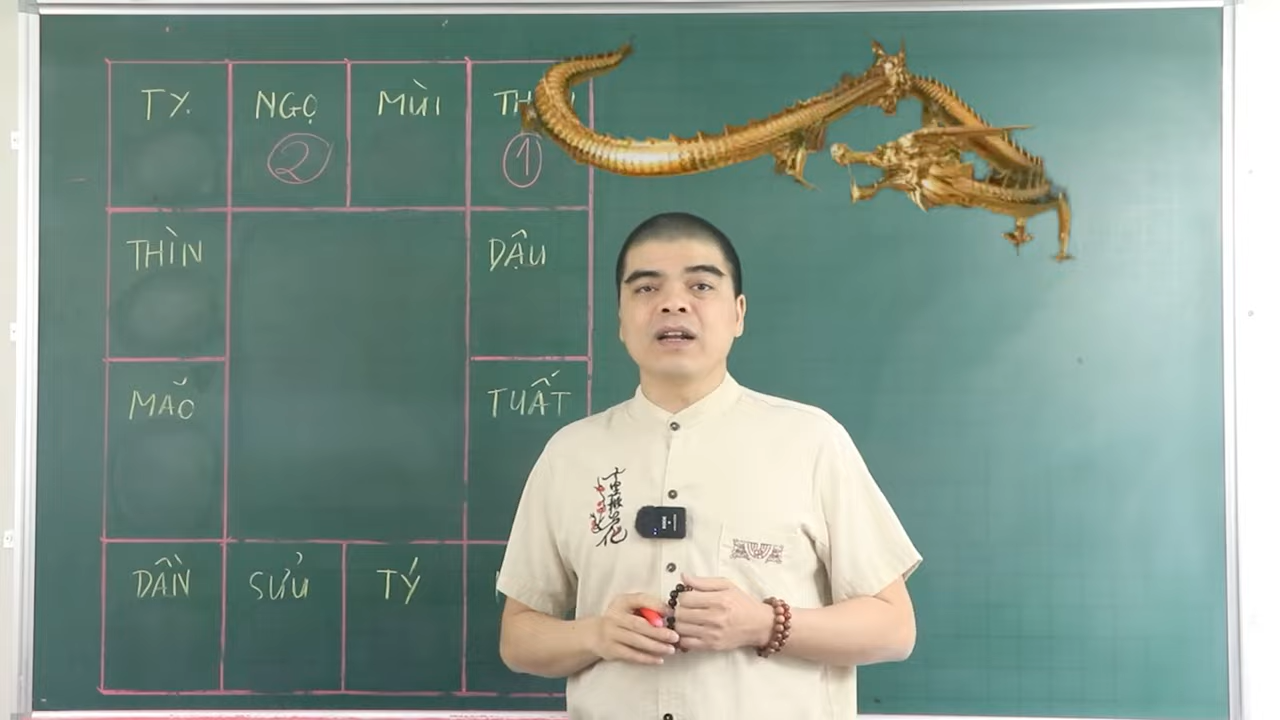 TỴ NGỌ MÙI
② ①
THÌN DẬU
MÃO TUẤT
DẦN SỬU TÝ